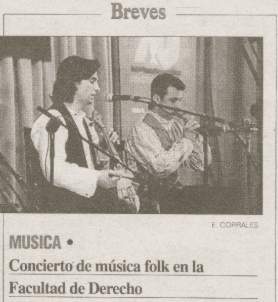 Breves
E. CORRALES
MUSICA •
Concierto de música folk en la
Facultad de Derecho